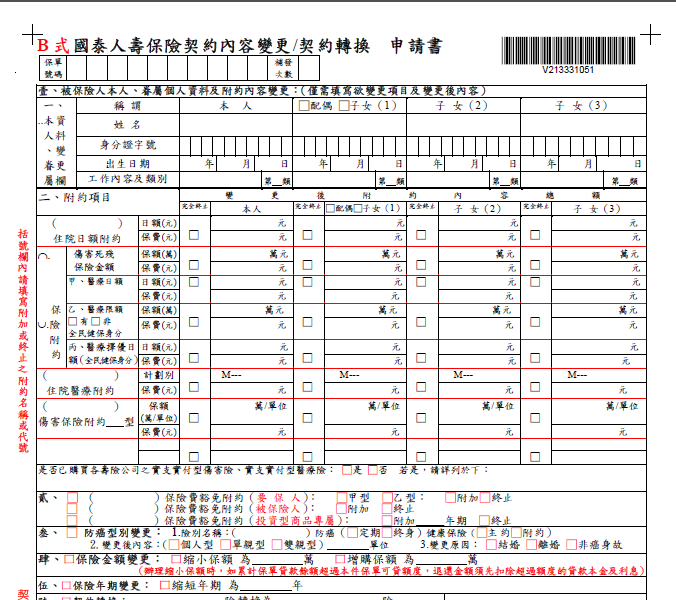 B 式國泰人壽保險契約內容變更/契約轉換 申請書
保單號碼 補發次數
V213331051
壹、被保險人本人、眷屬個人資料及附約內容變更：(僅需填寫欲變更項目及變更後內容)
一、本人資料、變更眷屬欄
稱謂 本人 □配偶 □子女(1) 子女(2) 子女(3)
姓名
身分證字號
出生日期 年 月 日 年 月 日 年 月 日 年 月 日
工作內容及類別 第__類 第__類 第__類 第__類
二、附約項目 變更後附約內容總額
完全終止 本人 完全終止 □配偶□子女(1) 完全終止 子女(2) 完全終止 子女(3)
( ) 日額(元) 元 元 元 元
住院日額附約 保費(元) □ 元 □ 元 □ 元 □ 元
( )保險附約
傷害死殘保險金額 保額(萬) 萬元 萬元 萬元 萬元
保費(元) □ 元 □ 元 □ 元 □ 元
甲、醫療日額 日額(元) □ 元 □ 元 □ 元 □ 元
保費(元) 元 元 元 元
乙、醫療限額 保額(萬) 萬元 萬元 萬元 萬元
□有□非 保費(元) □ 元 □ 元 □ 元 □ 元
全民健保身分
丙、醫療擇優日 日額(元) 元 元 元 元
額(全民健保身分) 保費(元) □ 元 □ 元 □ 元 □ 元
( ) 計劃別 M--- M--- M--- M---
住院醫療附約 保費(元) □ 元 □ 元 □ 元 □ 元
( ) 保額 萬/單位 萬/單位 萬/單位 萬/單位
傷害保險附約___型 (萬/單位) □ □ □ □
保費(元) 元 元 元 元
□ □ □ □
括號欄內請填寫附加或終止之附約名稱或代號
是否已購買各壽險公司之實支實付型傷害險、實支實付型醫療險： □是 □否 若是，請詳列於下：
貳、 □ ( ) 保險費豁免附約 (要 保 人)： □甲型 □乙型： □附加 □終止
□ ( ) 保險費豁免附約 (被保險人)： □附加 □終止
□ ( ) 保險費豁免附約 (投資型商品專屬)： □附加____年期 □終止
參、 □ 防癌型別變更： 1.險別名稱：( )防癌 (□定期□終身) 健康保險 (□主約□附約)
2.變更後內容：(□個人型 □單親型 □雙親型)______單位 3.變更原因：□結婚 □離婚 □非癌身故
肆、□保險金額變更： □縮小保額 為______萬 □增購保額 為______萬
(辦理縮小保額時，如累計保單貸款餘額超過本件保單可貸額度，退還金額須先扣除超過額度的貸款本金及利息)
伍、□保險年期變更：□縮短年期 為______年
契